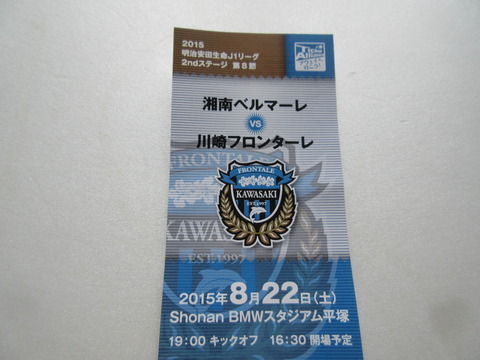 2015
明治安田生命J1リーグ
2ndステージ 第8節
湘南ベルマーレ
VS
川崎フロンターレ
FRONTALE
KAWASAKI
EST.1997
KAWASAKI
EST.1997
2015年8月22日(土)
Shonan BMWスタジアム平塚
19:00 キックオフ 16:30 開場予定